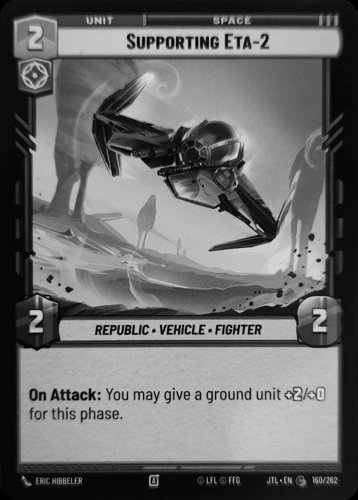 UNIT SPACE
2 SUPPORTING ETA-2
2 2
REPUBLIC • VEHICLE • FIGHTER
On Attack: You may give a ground unit +2/+0
for this phase.
ERIC HIBBELER A © LFL © FFG JTL • EN 160/262